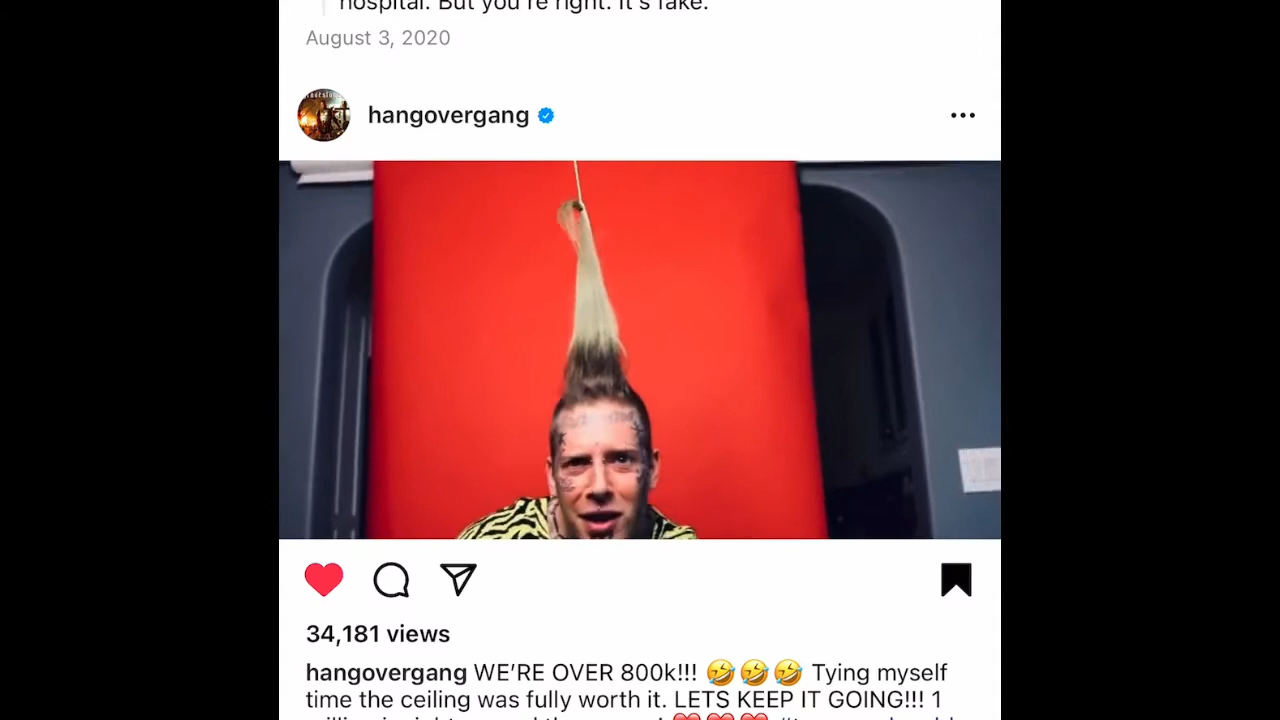 hospital. But you're right. It's fake.
August 3, 2020
hangovergang
34,181 views
hangovergang WE'RE OVER 800k!!! 🤣🤣🤣 Tying myself
time the ceiling was fully worth it. LETS KEEP IT GOING!!! 1